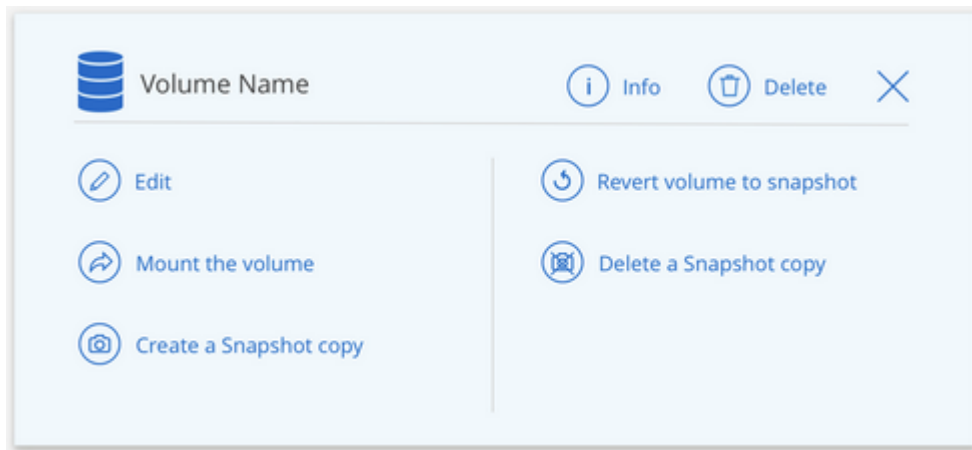 Volume Name
Info
Delete
Edit
Mount the volume
Create a Snapshot copy
Revert volume to snapshot
Delete a Snapshot copy